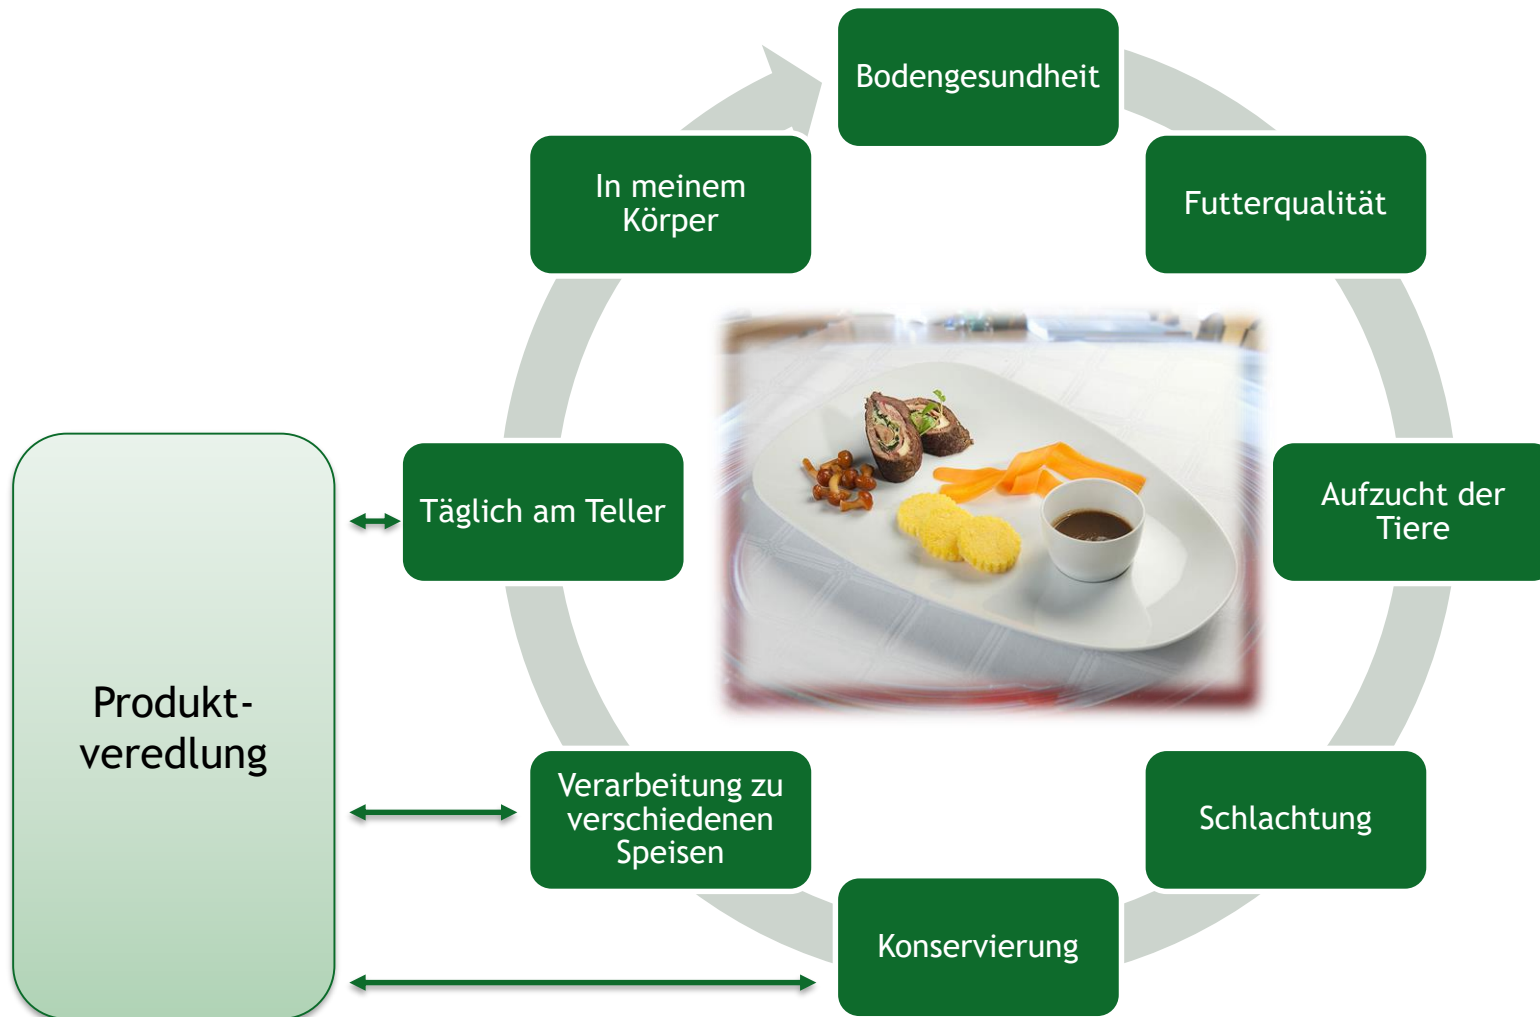 Bodengesundheit
Futterqualität
Aufzucht der
Tiere
Schlachtung
Konservierung
Verarbeitung zu
verschiedenen
Speisen
Täglich am Teller
In meinem
Körper
Produkt-
veredlung